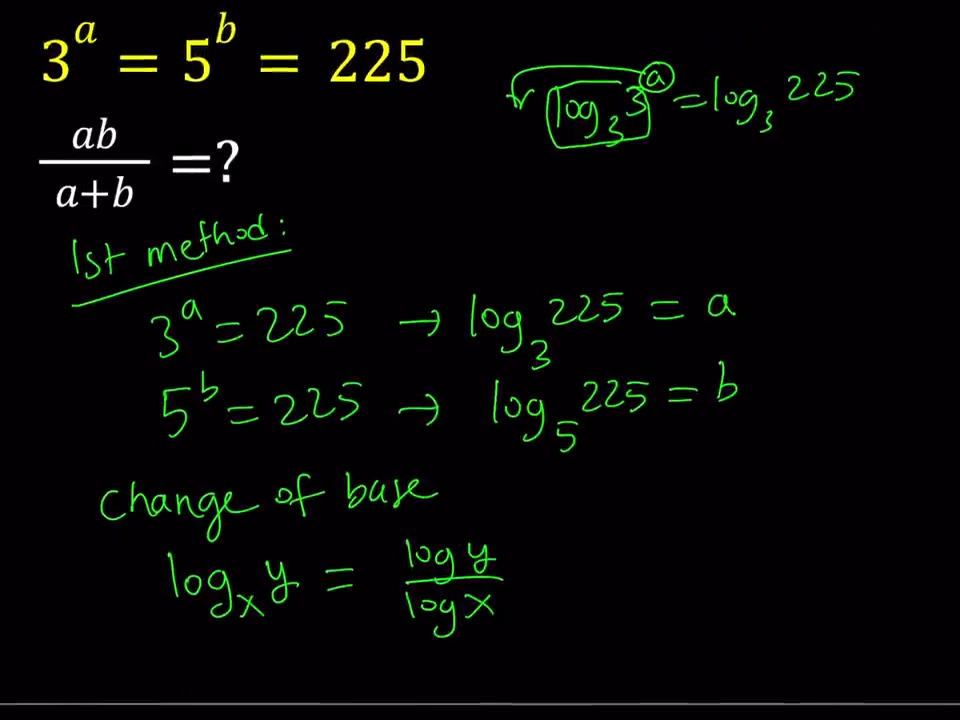 3^a = 5^b = 225
log_3 3^a = log_3 225
ab/(a+b) =?
1st method:
3^a = 225 → log_3 225 = a
5^b = 225 → log_5 225 = b
Change of base
log_x y = log y / log x